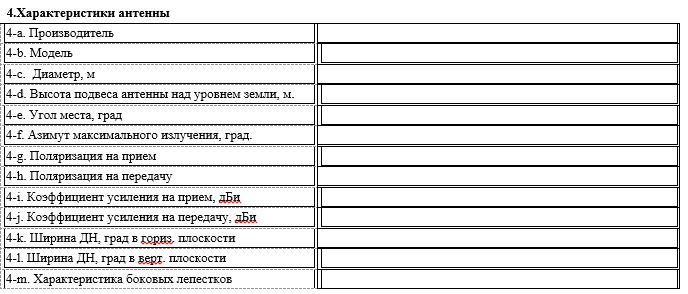 4.Характеристики антенны
4-a. Производитель
4-b. Модель
4-c. Диаметр, м
4-d. Высота подвеса антенны над уровнем земли, м.
4-e. Угол места, град
4-f. Азимут максимального излучения, град.
4-g. Поляризация на прием
4-h. Поляризация на передачу
4-i. Коэффициент усиления на прием, дБи
4-j. Коэффициент усиления на передачу, дБи
4-k. Ширина ДН, град в гориз. плоскости
4-l. Ширина ДН, град в верт. плоскости
4-m. Характеристика боковых лепестков